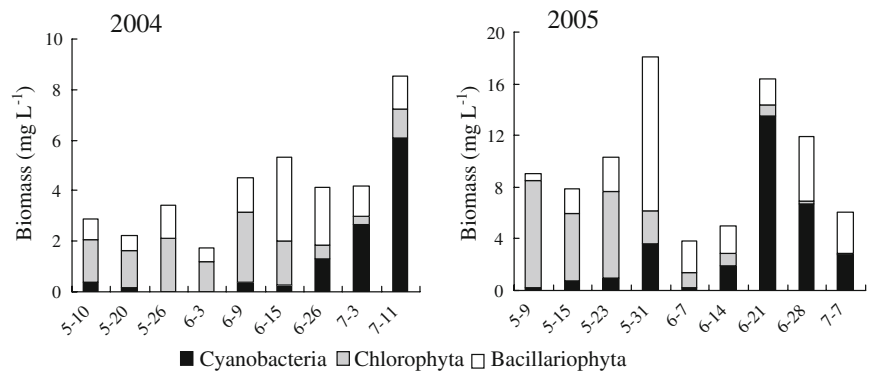 2004
Biomass (mg L⁻¹)
10
8
6
4
2
0
5-10 5-20 5-26 6-3 6-9 6-15 6-26 7-3 7-11
2005
Biomass (mg L⁻¹)
20
16
12
8
4
0
5-9 5-15 5-23 5-31 6-7 6-14 6-21 6-28 7-7
Cyanobacteria Chlorophyta Bacillariophyta